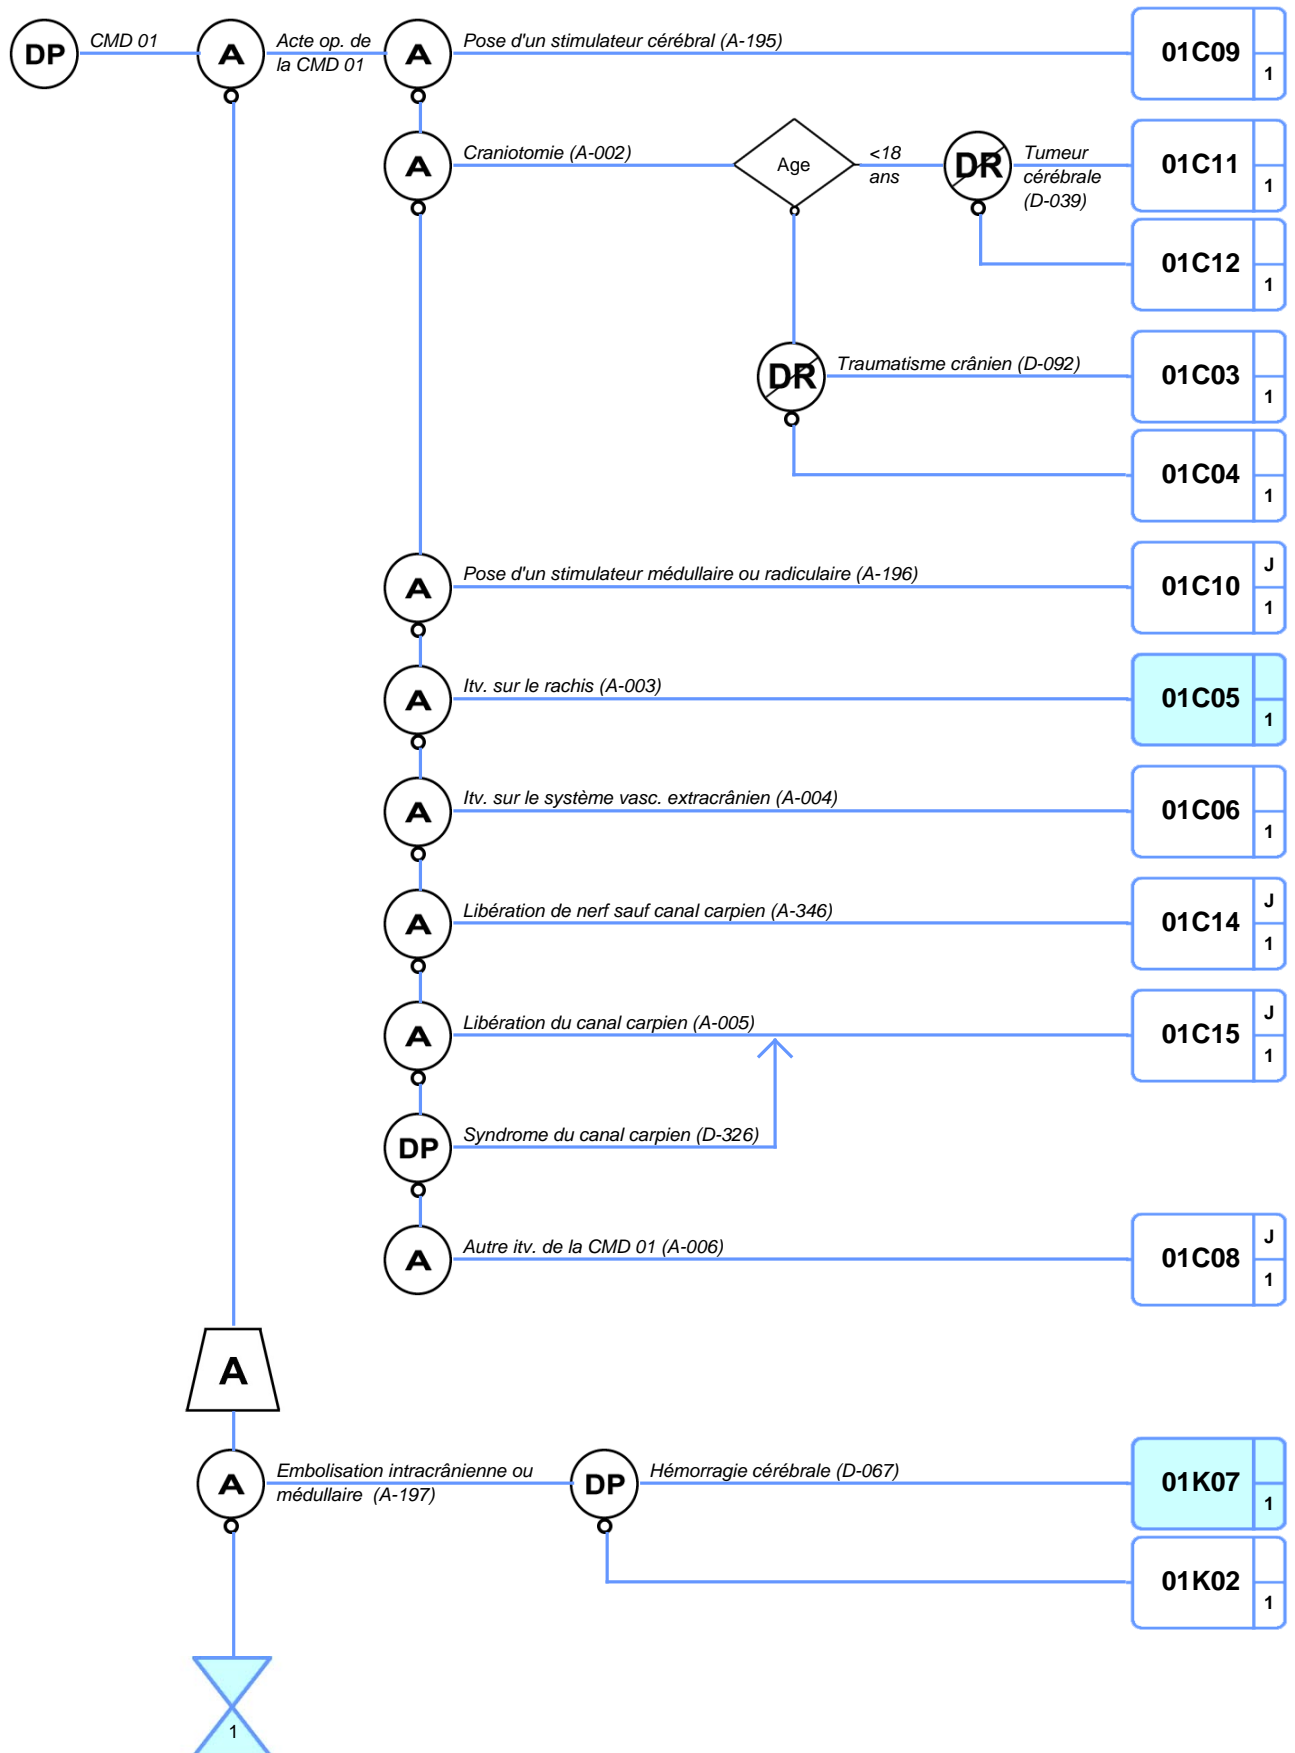 DP
CMD 01
A
Acte op. de
la CMD 01
A
Pose d'un stimulateur cérébral (A-195)
01C09
1
A
Craniotomie (A-002)
Age
<18
ans
DR
Tumeur
cérébrale
(D-039)
01C11
1
01C12
1
DR
Traumatisme crânien (D-092)
01C03
1
01C04
1
A
Pose d'un stimulateur médullaire ou radiculaire (A-196)
01C10
J
1
A
Itv. sur le rachis (A-003)
01C05
1
A
Itv. sur le système vasc. extracrânien (A-004)
01C06
1
A
Libération de nerf sauf canal carpien (A-346)
01C14
J
1
A
Libération du canal carpien (A-005)
01C15
J
1
DP
Syndrome du canal carpien (D-326)
A
Autre itv. de la CMD 01 (A-006)
01C08
J
1
A
A
Embolisation intracrânienne ou
médullaire (A-197)
DP
Hémorragie cérébrale (D-067)
01K07
1
01K02
1
1